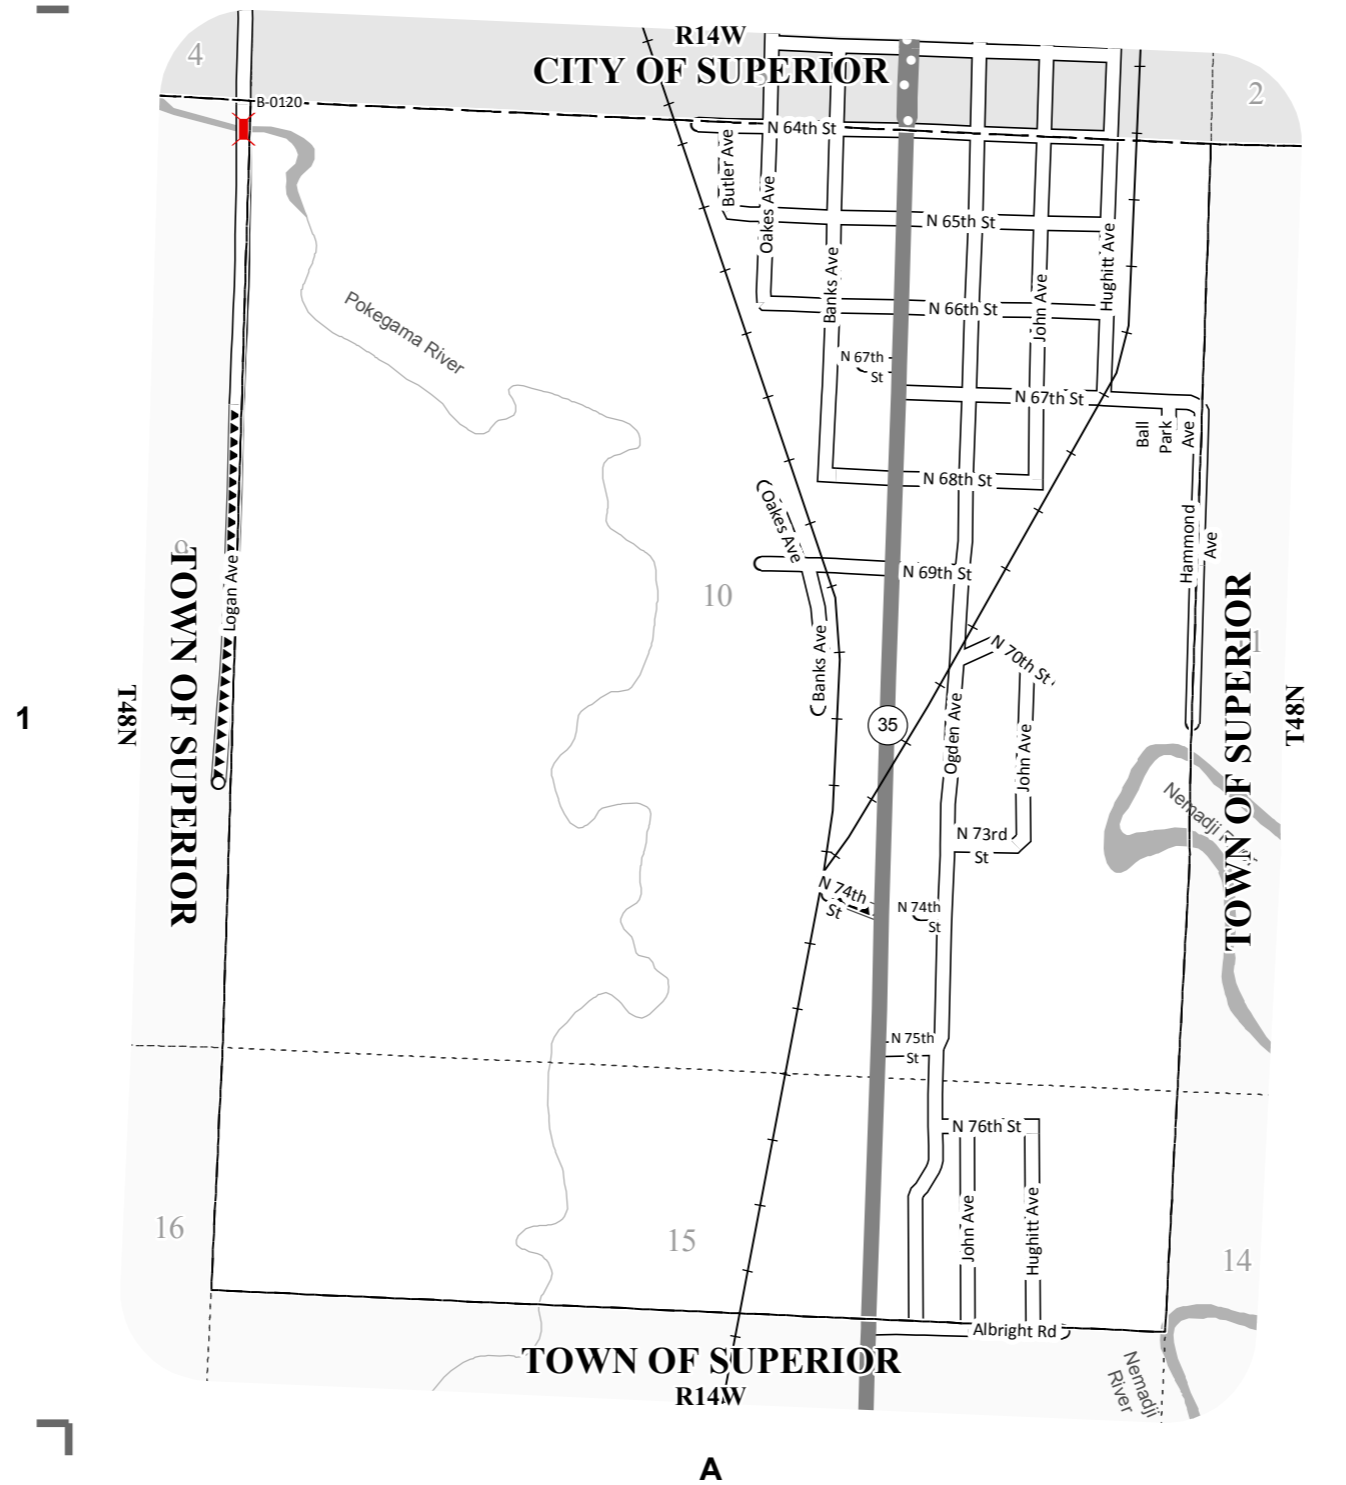 R14W
CITY OF SUPERIOR
4
2
B-0120
N 64th St
Butler Ave
Oakes Ave
N 65th St
Banks Ave
Hughitt Ave
John Ave
N 66th St
Pokegama River
N 67th
St
N 67th St
Ball
Park
Ave
N 68th St
Oakes Ave
Hammond
Ave
9
TOWN OF SUPERIOR
Logan Ave
N 69th St
10
TOWN OF SUPERIOR
Banks Ave
N 70th St
1
T48N
T48N
35
Ogden Ave
John Ave
Nemadji
N 73rd
St
N 74th
St
N 74th
St
N 75th
St
N 76th St
16
15
14
John Ave
Hughitt Ave
Albright Rd
TOWN OF SUPERIOR
R14W
Nemadji
River
A